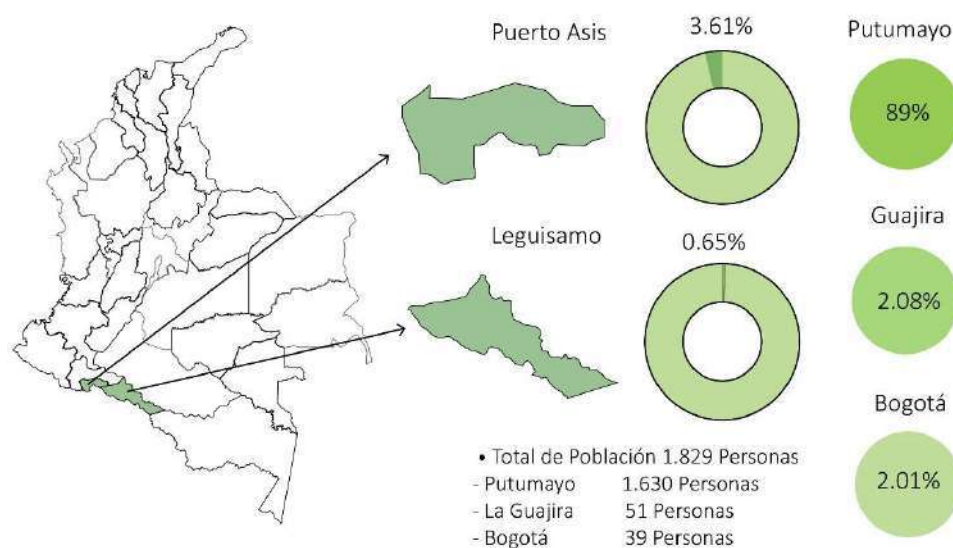 Puerto Asis
3.61%
Putumayo
89%
Leguisamo
0.65%
Guajira
2.08%
Bogotá
2.01%
• Total de Población 1.829 Personas
- Putumayo 1.630 Personas
- La Guajira 51 Personas
- Bogotá 39 Personas